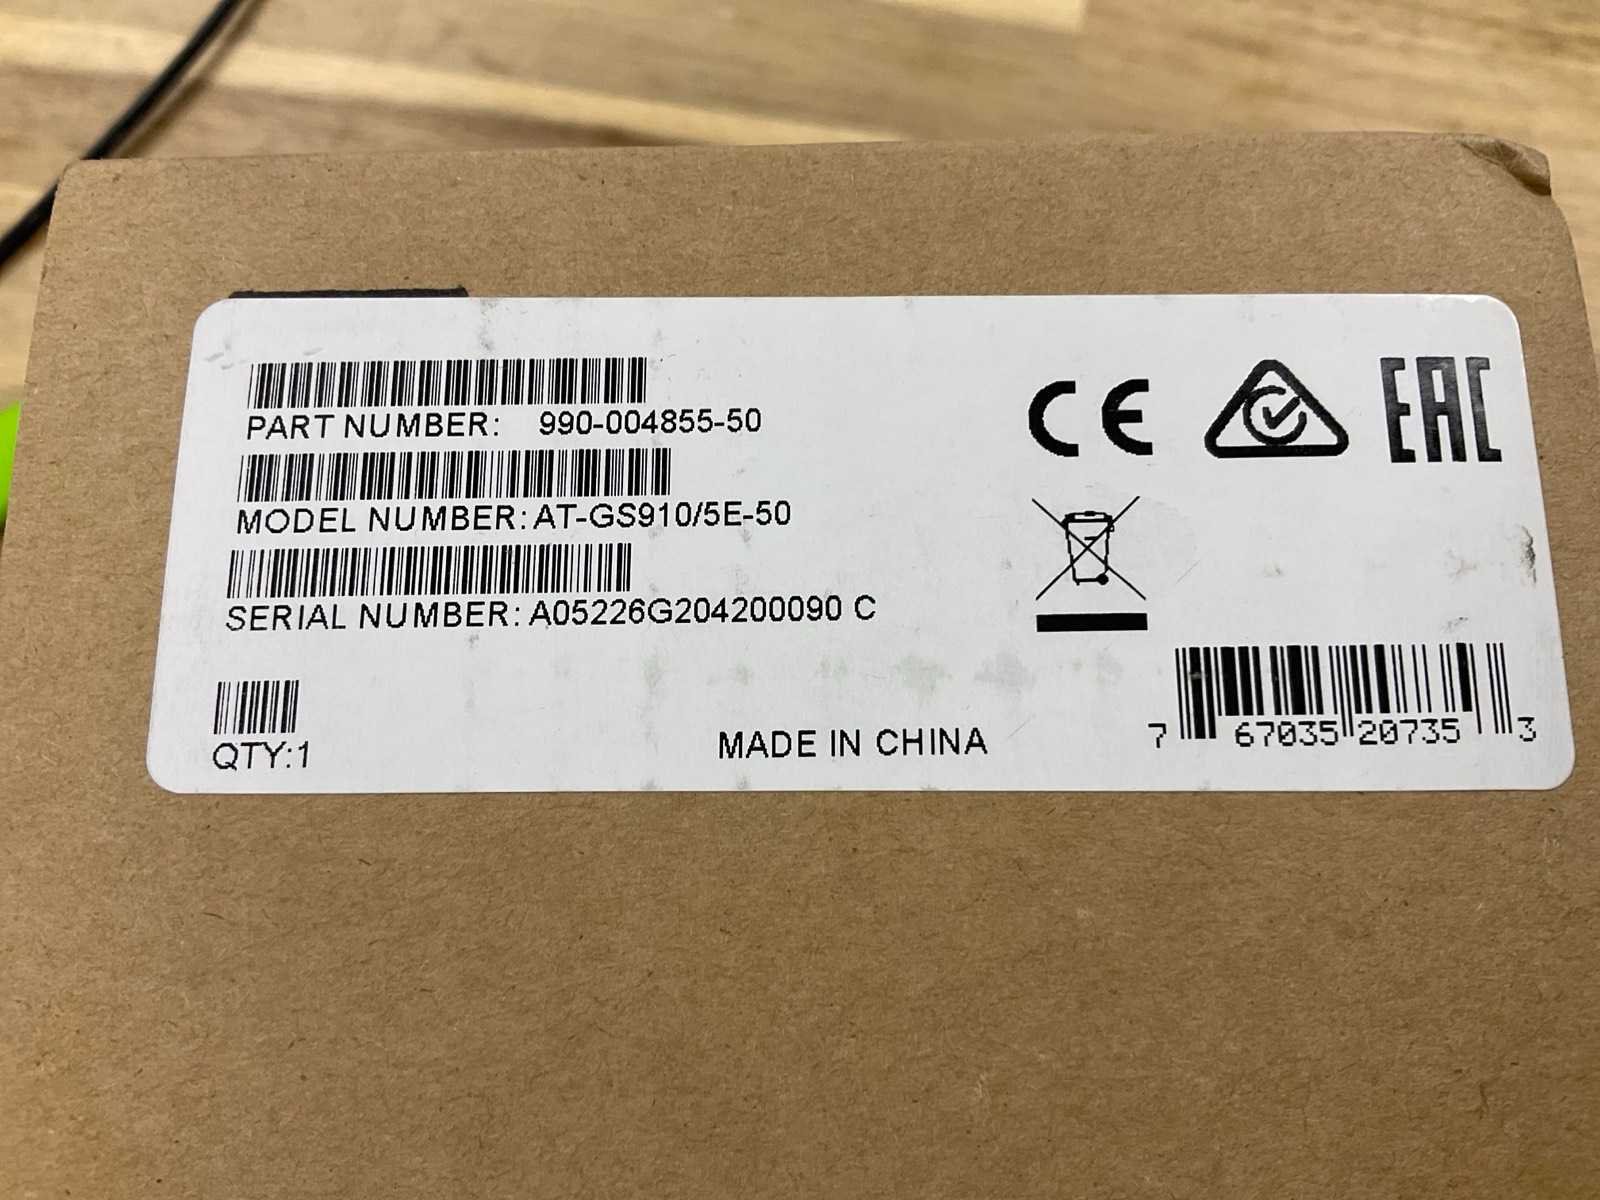 PART NUMBER: 990-004855-50
MODEL NUMBER: AT-GS910/5E-50
SERIAL NUMBER: A05226G204200090 C
QTY:1
MADE IN CHINA
CE
EAC
7 67035 20735 3